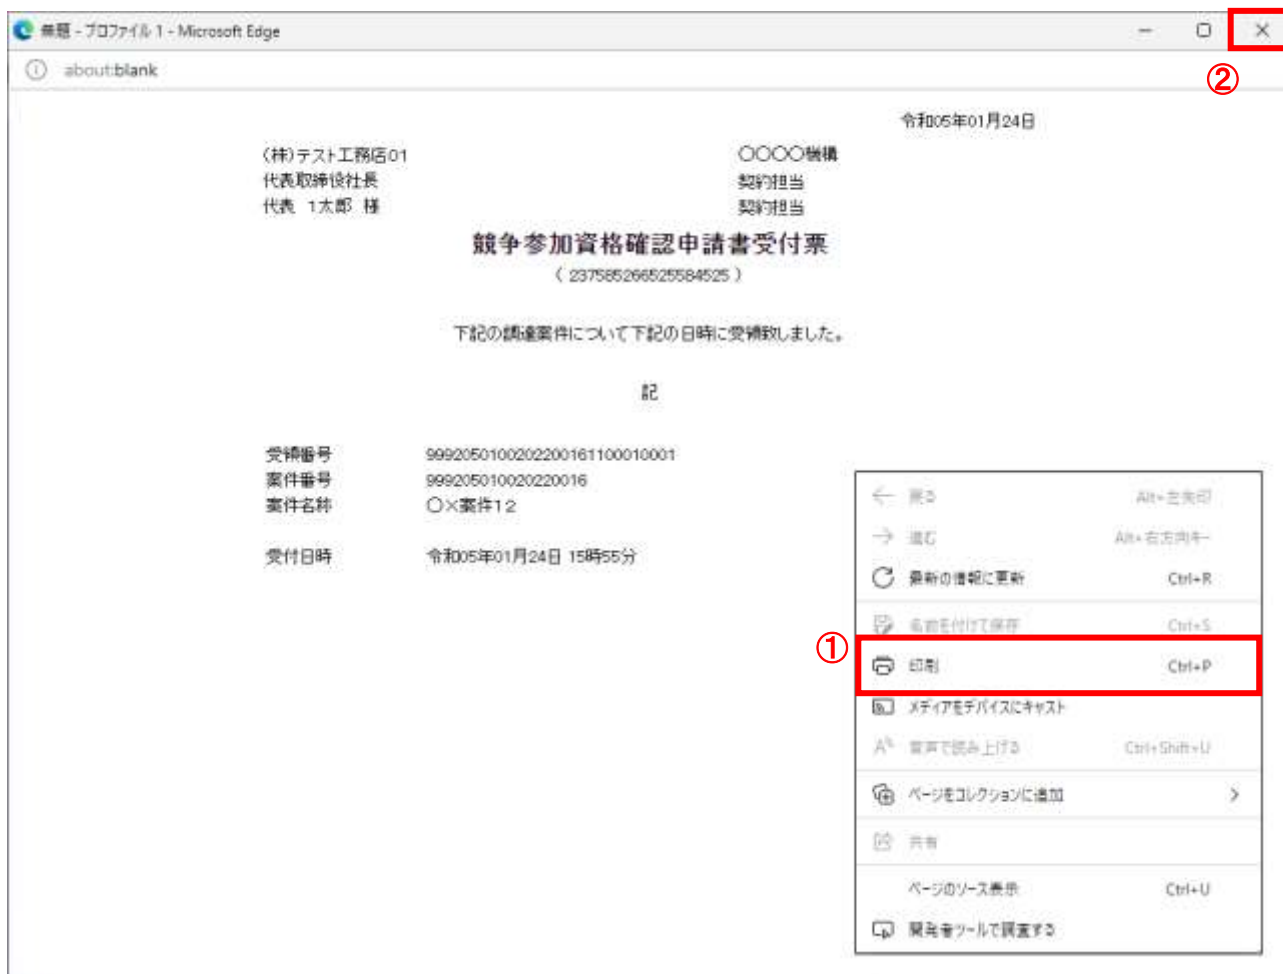 無題 - プロファイル 1 - Microsoft Edge
about:blank
②
令和05年01月24日
(株)テスト工務店01
〇〇〇〇機構
代表取締役社長
契約担当
代表 1太郎 様
契約担当
競争参加資格確認申請書受付票
( 237585266525584525 )
下記の調達案件について下記の日時に受領致しました。
記
受領番号 99920501002022001611000010001
案件番号 999205010020220016
案件名称 〇×案件12
受付日時 令和05年01月24日 15時55分
戻る Alt+左矢印
進む Alt+右方向キー
最新の情報に更新 Ctrl+R
名前を付けて保存 Ctrl+S
①
印刷 Ctrl+P
メディアをデバイスにキャスト
音声で読み上げる Ctrl+Shift+U
ページをコレクションに追加
共有
ページのソース表示 Ctrl+U
開発者ツールで調査する